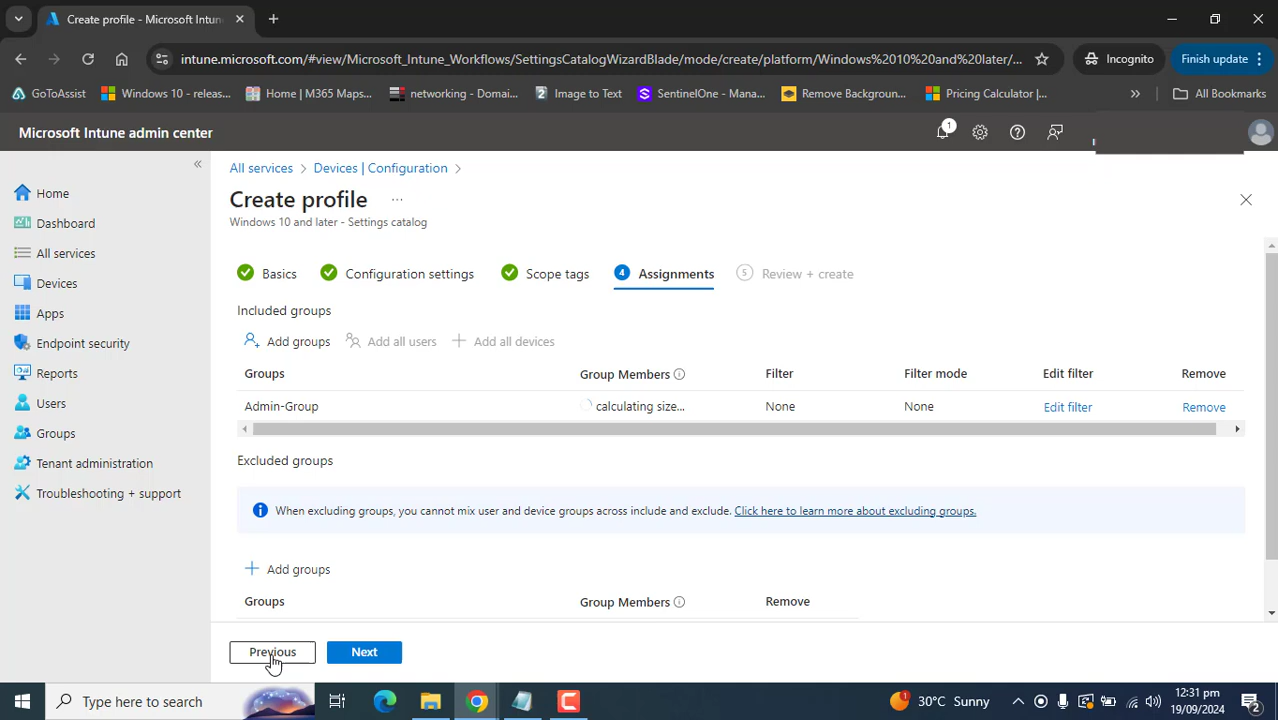 Create profile - Microsoft Intun
intune.microsoft.com/#view/Microsoft_Intune_Workflows/SettingsCatalogWizardBlade/mode/create/platform/Windows%2010%20and%20later/...
Incognito
Finish update
GoToAssist
Windows 10 - releas...
Home | M365 Maps...
networking - Domai...
Image to Text
SentinelOne - Mana...
Remove Backgroun...
Pricing Calculator |...
All Bookmarks
Microsoft Intune admin center
1
All services
Devices | Configuration
Create profile
Windows 10 and later - Settings catalog
Home
Dashboard
All services
Devices
Apps
Endpoint security
Reports
Users
Groups
Tenant administration
Troubleshooting + support
Basics
Configuration settings
Scope tags
4 Assignments
5 Review + create
Included groups
Add groups
Add all users
Add all devices
Groups
Group Members
Filter
Filter mode
Edit filter
Remove
Admin-Group
calculating size...
None
None
Edit filter
Remove
Excluded groups
When excluding groups, you cannot mix user and device groups across include and exclude. Click here to learn more about excluding groups.
Add groups
Groups
Group Members
Remove
Previous
Next
Type here to search
1
30°C Sunny
12:31 pm
19/09/2024
2